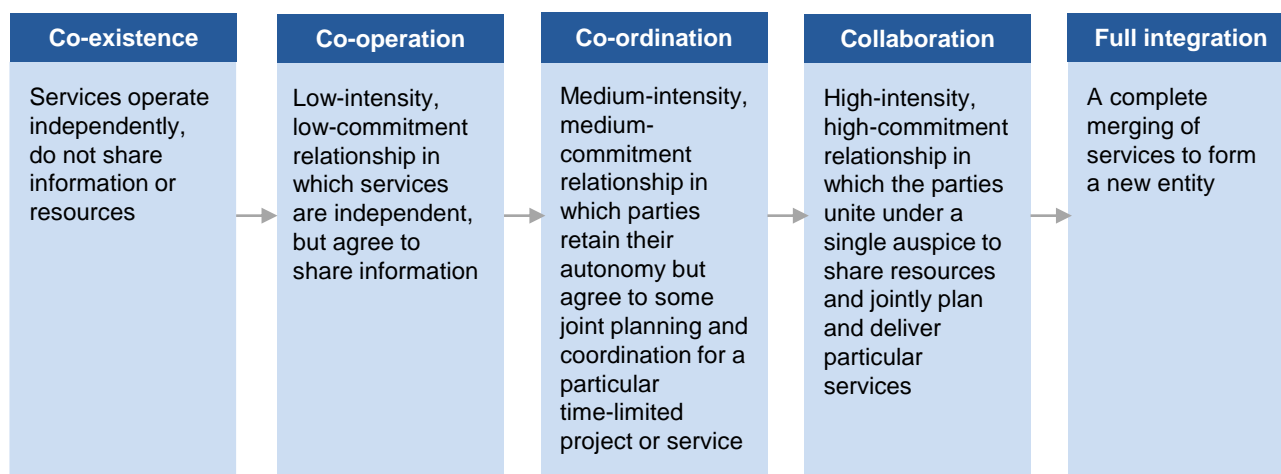 Co-existence
Services operate
independently,
do not share
information or
resources
Co-operation
Low-intensity,
low-commitment
relationship in
which services
are independent,
but agree to
share information
Co-ordination
Medium-intensity,
medium-
commitment
relationship in
which parties
retain their
autonomy but
agree to some
joint planning and
coordination for a
particular
time-limited
project or service
Collaboration
High-intensity,
high-commitment
relationship in
which the parties
unite under a
single auspice to
share resources
and jointly plan
and deliver
particular
services
Full integration
A complete
merging of
services to form
a new entity